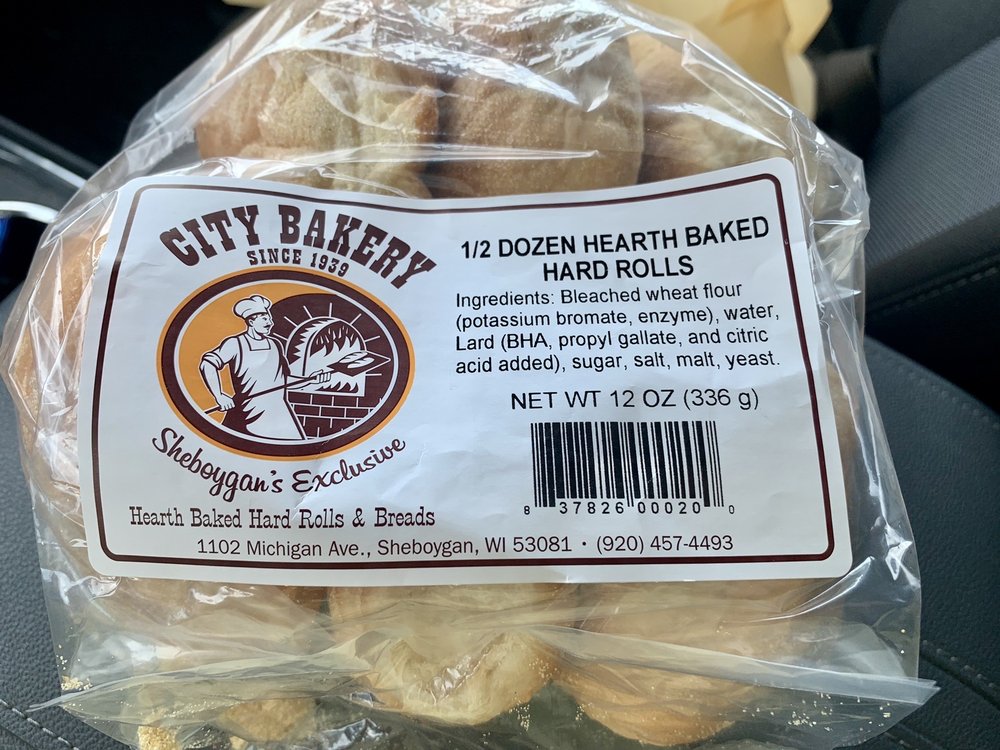 CITY BAKERY
SINCE 1939
Sheboygan's Exclusive
Hearth Baked Hard Rolls & Breads
1/2 DOZEN HEARTH BAKED
HARD ROLLS
Ingredients: Bleached wheat flour
(potassium bromate, enzyme), water,
Lard (BHA, propyl gallate, and citric
acid added), sugar, salt, malt, yeast.
NET WT 12 OZ (336 g)
8 37826 00020 0
1102 Michigan Ave., Sheboygan, WI 53081 • (920) 457-4493